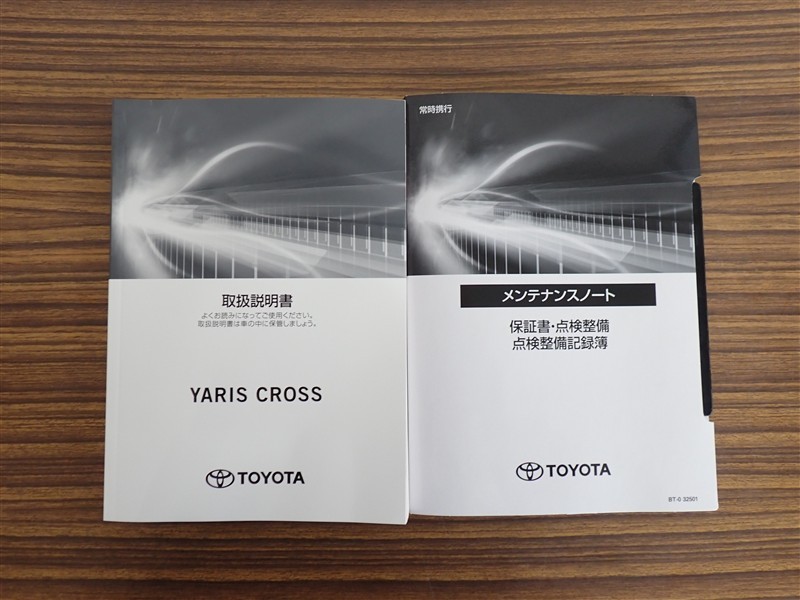 取扱説明書
よくお読みになってご使用ください。
取扱説明書は車の中に保管しましょう。
YARIS CROSS
TOYOTA
常時携行
メンテナンスノート
保証書・点検整備
点検整備記録簿
TOYOTA
BT-0 32501